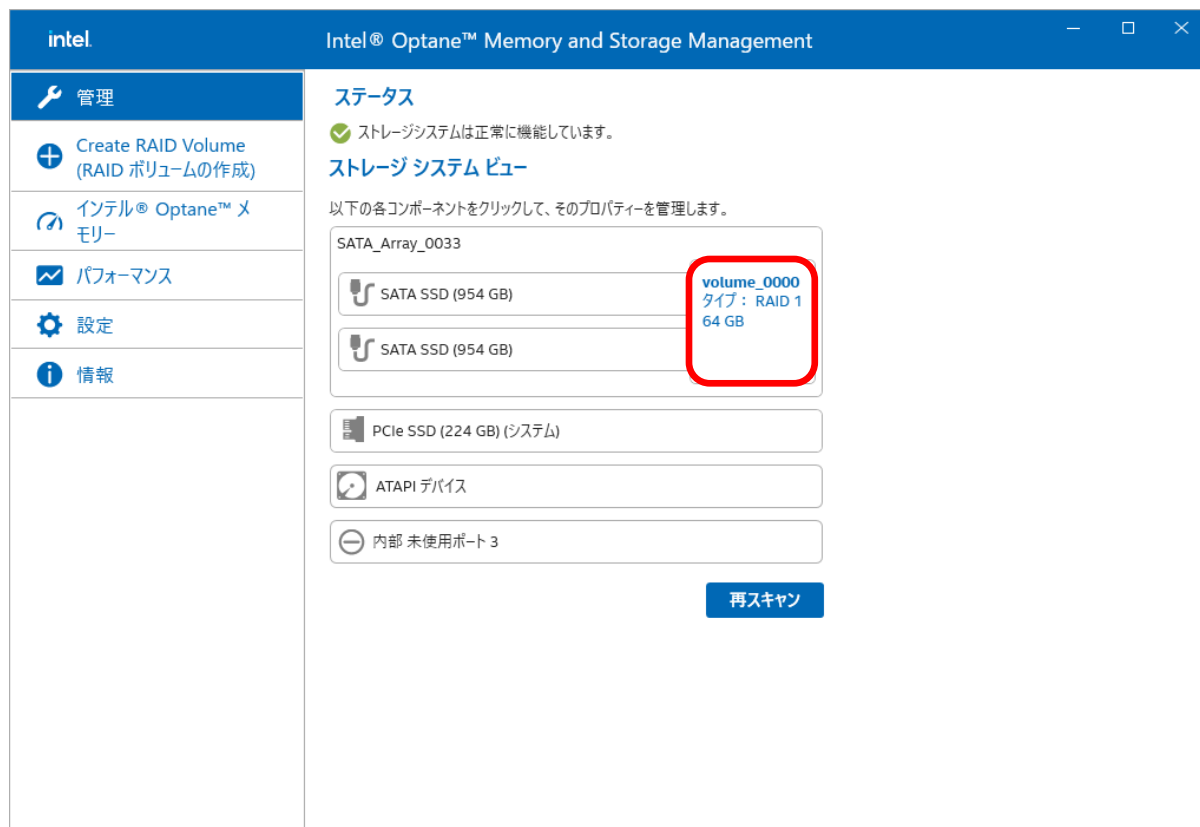 intel.
Intel® Optane™ Memory and Storage Management
管理
Create RAID Volume
(RAID ボリュームの作成)
インテル® Optane™ メ
モリー
パフォーマンス
設定
情報
ステータス
ストレージシステムは正常に機能しています。
ストレージ システム ビュー
以下の各コンポーネントをクリックして、そのプロパティーを管理します。
SATA_Array_0033
SATA SSD (954 GB)
SATA SSD (954 GB)
volume_0000
タイプ： RAID 1
64 GB
PCIe SSD (224 GB) (システム)
ATAPI デバイス
内部 未使用ポート 3
再スキャン